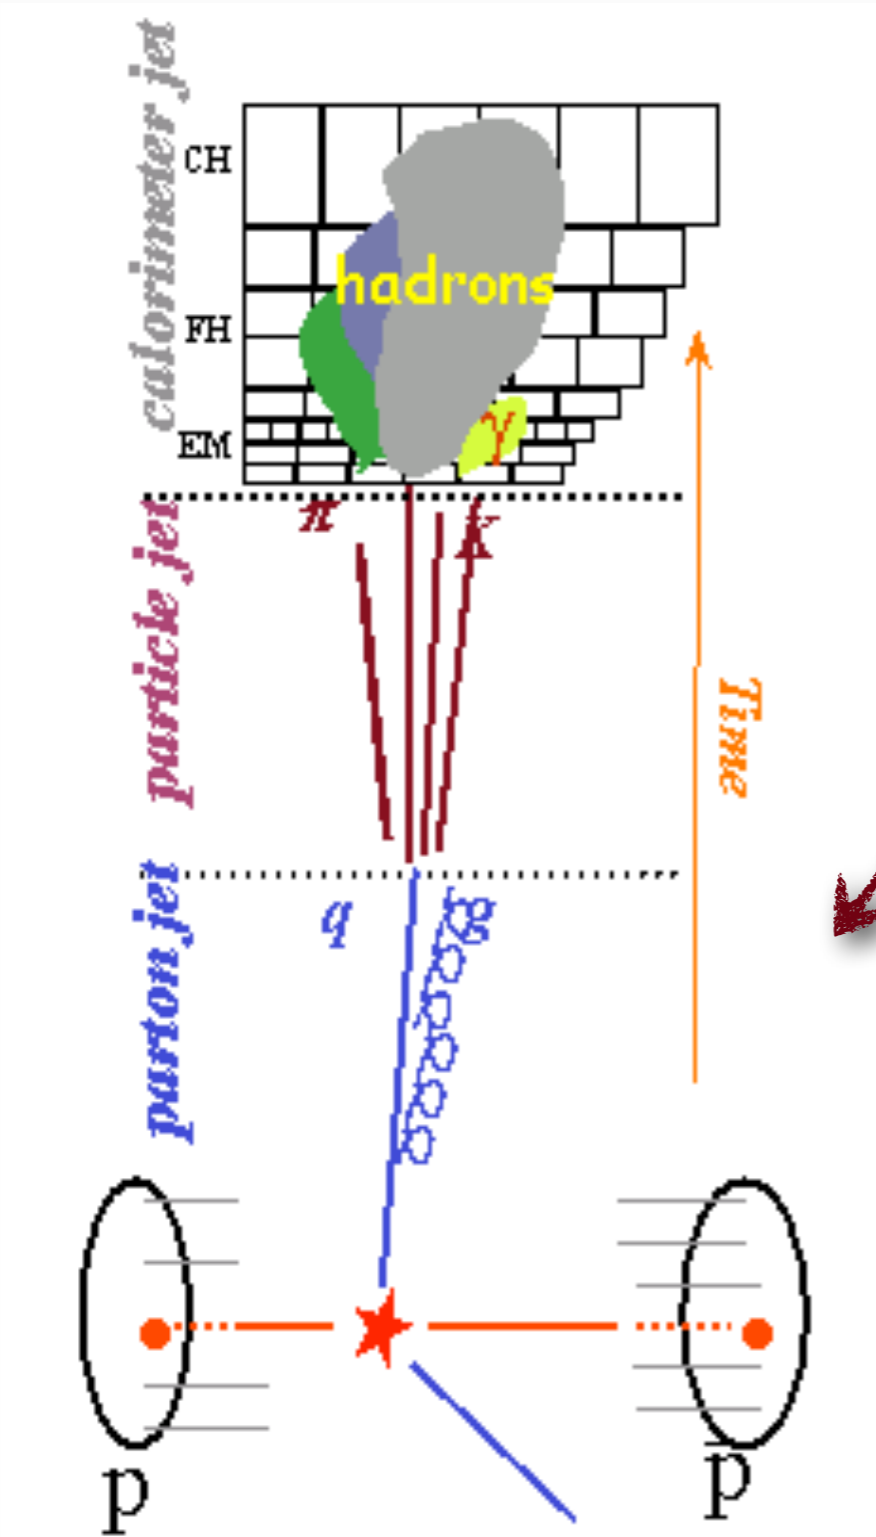 calorimeter jet
CH
hadrons
FH
γ
EM
π
k
particle jet
Time
parton jet
q
g
p
p̅